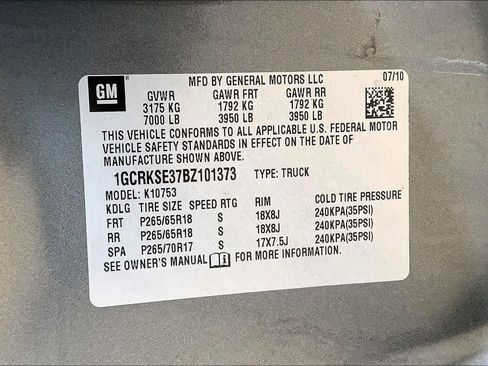 GM
MFD BY GENERAL MOTORS LLC 07/10
GVWR GAWR FRT GAWR RR
3175 KG 1792 KG 1792 KG
7000 LB 3950 LB 3950 LB
THIS VEHICLE CONFORMS TO ALL APPLICABLE U.S. FEDERAL MOTOR
VEHICLE SAFETY STANDARDS IN EFFECT ON THE DATE OF
MANUFACTURE SHOWN ABOVE.
1GCRKSE37BZ101373 TYPE: TRUCK
MODEL: K10753
KDLG TIRE SIZE SPEED RTG RIM COLD TIRE PRESSURE
FRT P265/65R18 S 18X8J 240KPA(35PSI)
RR P265/65R18 S 18X8J 240KPA(35PSI)
SPA P265/70R17 S 17X7.5J 240KPA(35PSI)
SEE OWNER'S MANUAL FOR MORE INFORMATION.